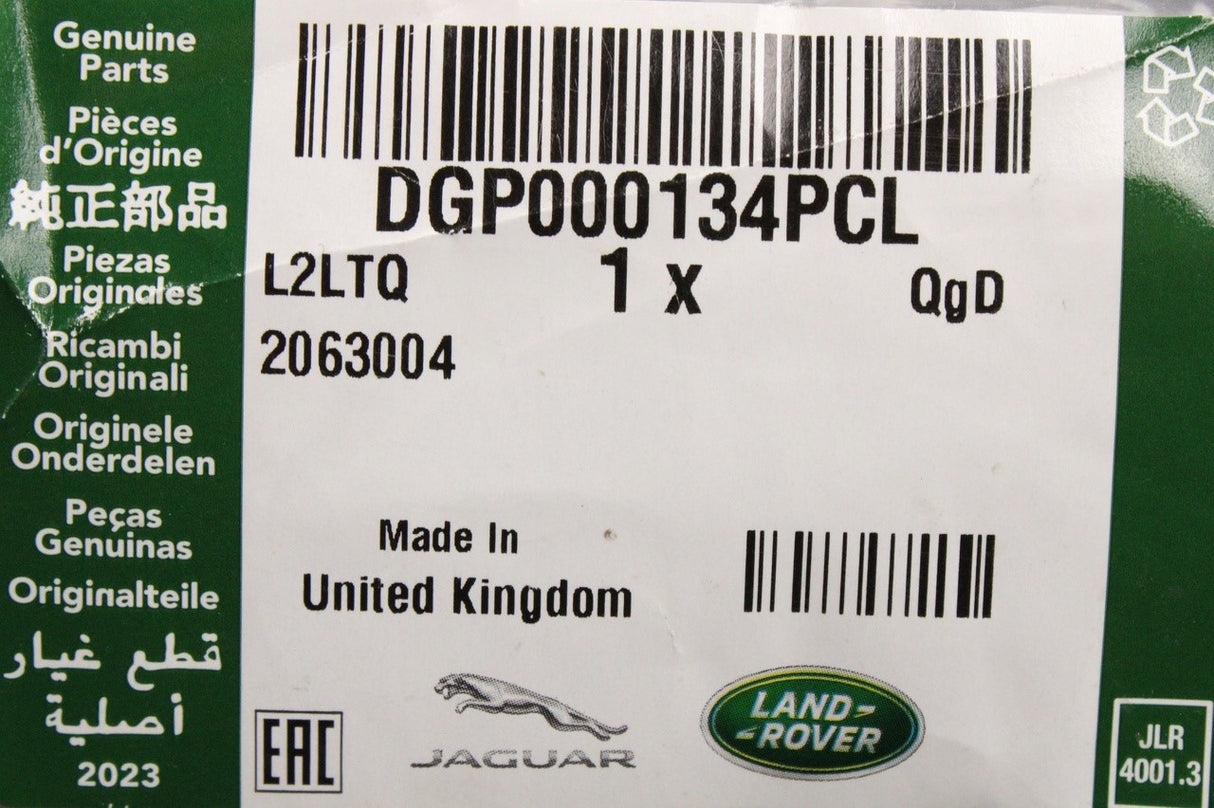 Genuine
Parts
Pièces
d'Origine
純正部品
Piezas
Originales
Ricambi
Originali
Originele
Onderdelen
Peças
Genuinas
Originalteile
قطع غيار
أصلية
2023
DGP000134PCL
L2LTQ
1 x
QgD
2063004
Made In
United Kingdom
EAC
JAGUAR
LAND-
-ROVER
JLR
4001.3